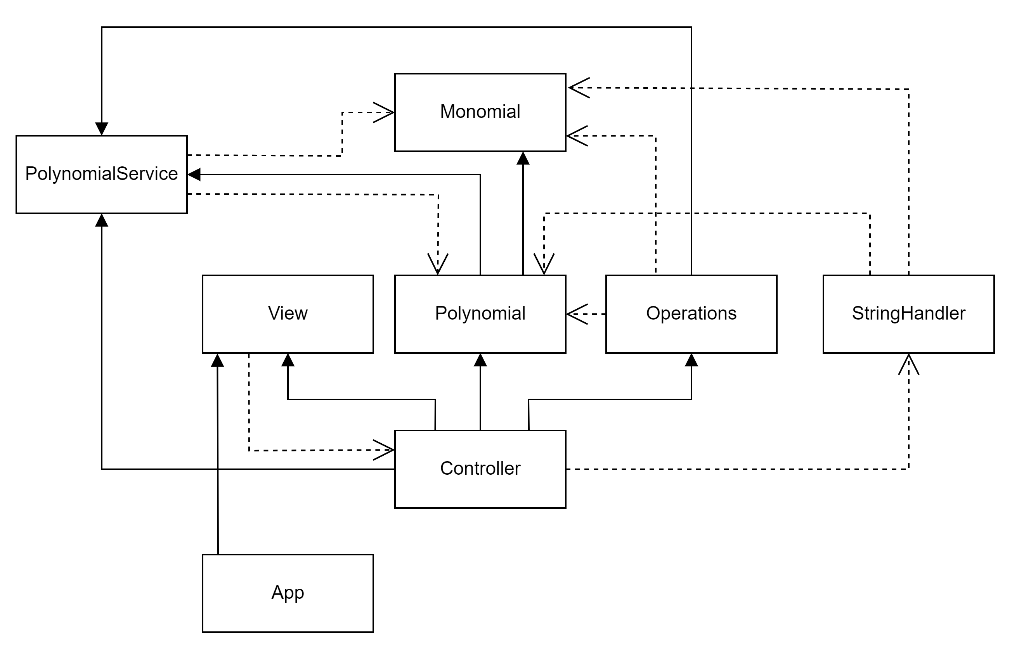 Monomial
PolynomialService
View
Polynomial
Operations
StringHandler
Controller
App